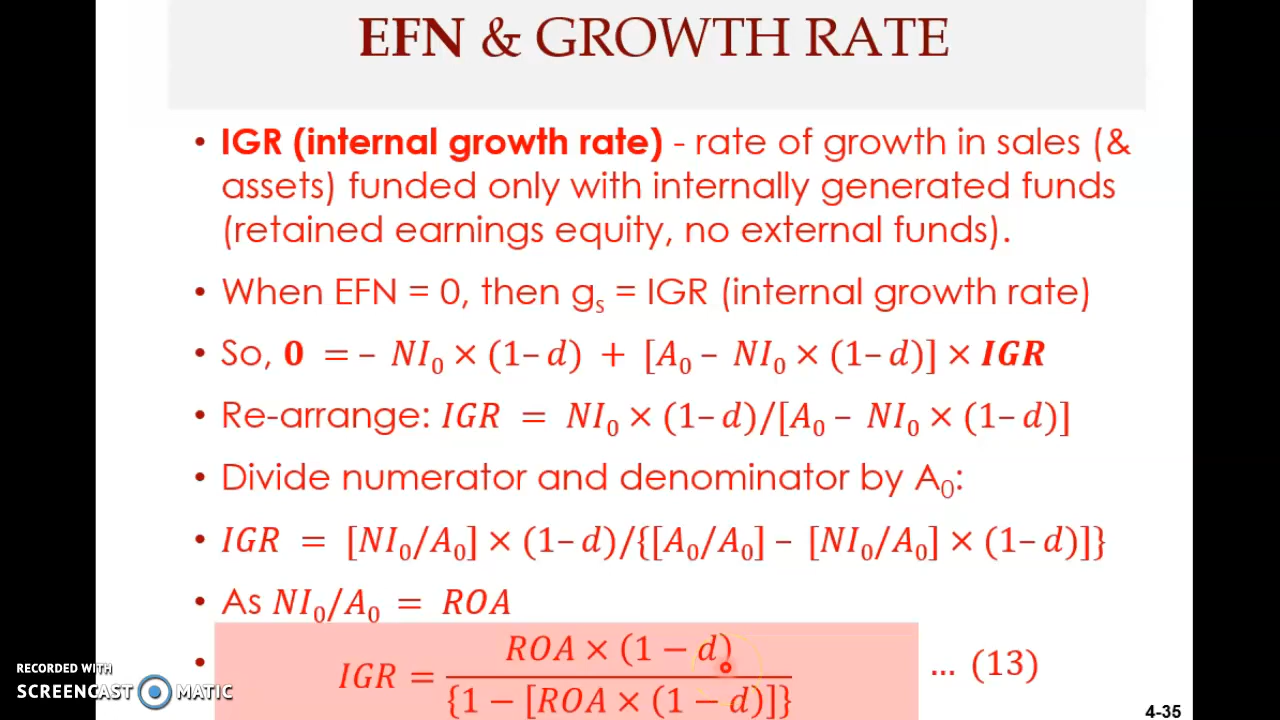 EFN & GROWTH RATE
• IGR (internal growth rate) - rate of growth in sales (&
assets) funded only with internally generated funds
(retained earnings equity, no external funds).
• When EFN = 0, then gₛ = IGR (internal growth rate)
• So, 0 = – NI₀ × (1– d) + [A₀ – NI₀ × (1– d)] × IGR
• Re-arrange: IGR = NI₀ × (1– d)/[A₀ – NI₀ × (1– d)]
• Divide numerator and denominator by A₀:
• IGR = [NI₀/A₀] × (1– d)/{[A₀/A₀] – [NI₀/A₀] × (1– d)]}
• As NI₀/A₀ = ROA
• IGR = ROA × (1 − d) / {1 − [ROA × (1 − d)]} ... (13)
RECORDED WITH
SCREENCAST MATIC
4-35